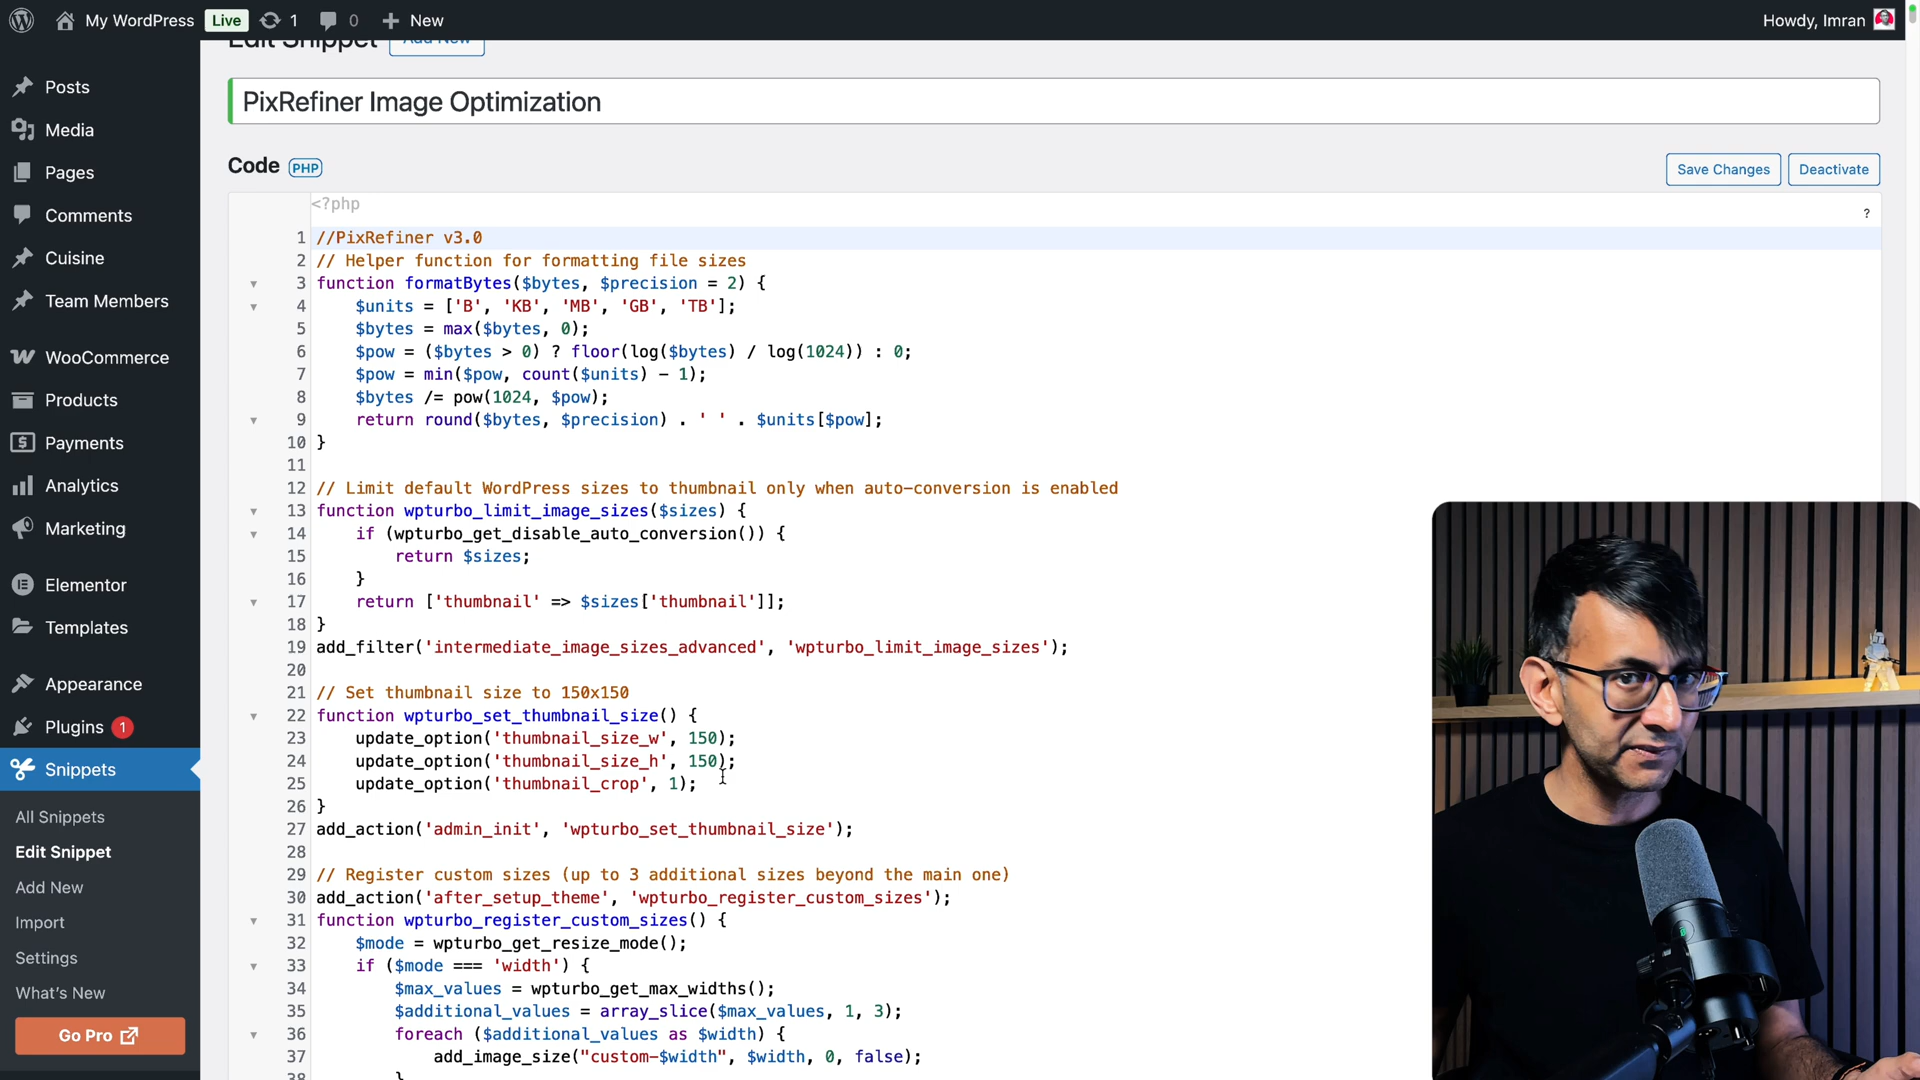 My WordPress Live 1 0 New Howdy, Imran
Edit Snippet Add New
PixRefiner Image Optimization
Code PHP Save Changes Deactivate
Posts
Media
Pages
Comments
Cuisine
Team Members
WooCommerce
Products
Payments
Analytics
Marketing
Elementor
Templates
Appearance
Plugins 1
Snippets
All Snippets
Edit Snippet
Add New
Import
Settings
What's New
Go Pro
<?php
?
1 //PixRefiner v3.0
2 // Helper function for formatting file sizes
3 function formatBytes($bytes, $precision = 2) {
4 $units = ['B', 'KB', 'MB', 'GB', 'TB'];
5 $bytes = max($bytes, 0);
6 $pow = ($bytes > 0) ? floor(log($bytes) / log(1024)) : 0;
7 $pow = min($pow, count($units) - 1);
8 $bytes /= pow(1024, $pow);
9 return round($bytes, $precision) . ' ' . $units[$pow];
10 }
11
12 // Limit default WordPress sizes to thumbnail only when auto-conversion is enabled
13 function wpturbo_limit_image_sizes($sizes) {
14 if (wpturbo_get_disable_auto_conversion()) {
15 return $sizes;
16 }
17 return ['thumbnail' => $sizes['thumbnail']];
18 }
19 add_filter('intermediate_image_sizes_advanced', 'wpturbo_limit_image_sizes');
20
21 // Set thumbnail size to 150x150
22 function wpturbo_set_thumbnail_size() {
23 update_option('thumbnail_size_w', 150);
24 update_option('thumbnail_size_h', 150);
25 update_option('thumbnail_crop', 1);
26 }
27 add_action('admin_init', 'wpturbo_set_thumbnail_size');
28
29 // Register custom sizes (up to 3 additional sizes beyond the main one)
30 add_action('after_setup_theme', 'wpturbo_register_custom_sizes');
31 function wpturbo_register_custom_sizes() {
32 $mode = wpturbo_get_resize_mode();
33 if ($mode === 'width') {
34 $max_values = wpturbo_get_max_widths();
35 $additional_values = array_slice($max_values, 1, 3);
36 foreach ($additional_values as $width) {
37 add_image_size("custom-$width", $width, 0, false);
38 }